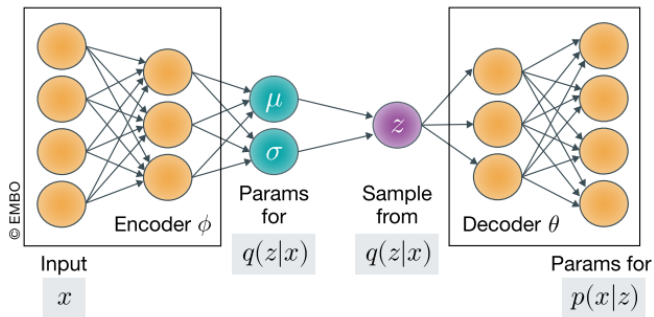 © EMBO
Encoder ϕ
Input
x
μ
σ
Params
for
q(z|x)
z
Sample
from
q(z|x)
Decoder θ
Params for
p(x|z)